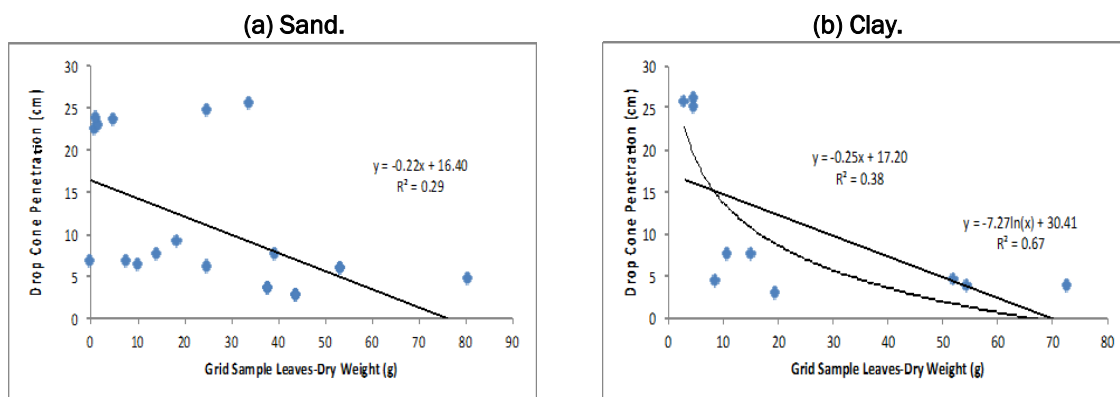 (a) Sand.
30
25
20
15
10
5
0
Drop Cone Penetration (cm)
y = -0.22x + 16.40
R² = 0.29
0 10 20 30 40 50 60 70 80 90
Grid Sample Leaves-Dry Weight (g)
(b) Clay.
30
25
20
15
10
5
0
Drop Cone Penetration (cm)
y = -0.25x + 17.20
R² = 0.38
y = -7.27ln(x) + 30.41
R² = 0.67
0 10 20 30 40 50 60 70 80
Grid Sample Leaves-Dry Weight (g)